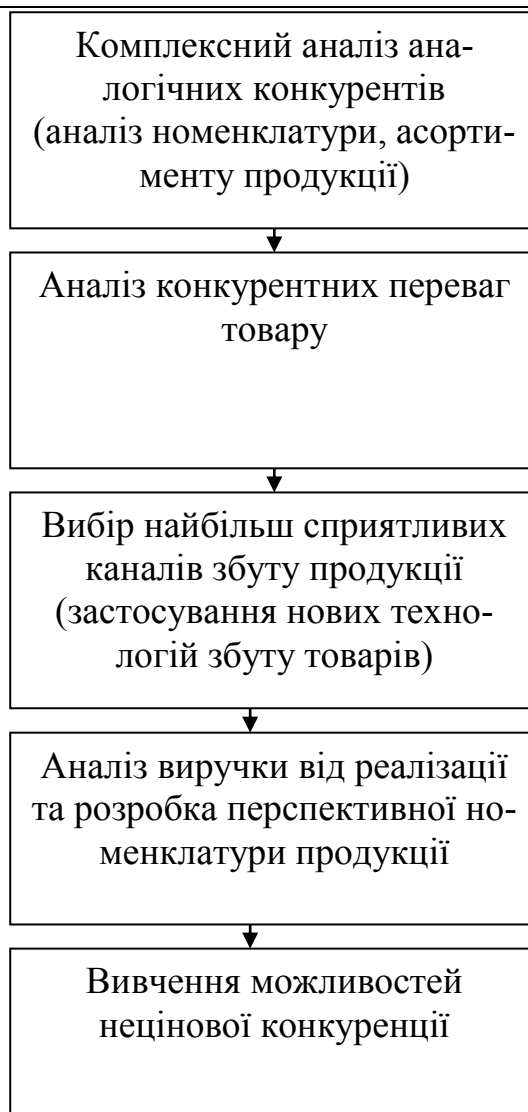 Комплексний аналіз ана-
логічних конкурентів
(аналіз номенклатури, асорти-
менту продукції)
Аналіз конкурентних переваг
товару
Вибір найбільш сприятливих
каналів збуту продукції
(застосування нових техно-
логій збуту товарів)
Аналіз виручки від реалізації
та розробка перспективної но-
менклатури продукції
Вивчення можливостей
нецінової конкуренції